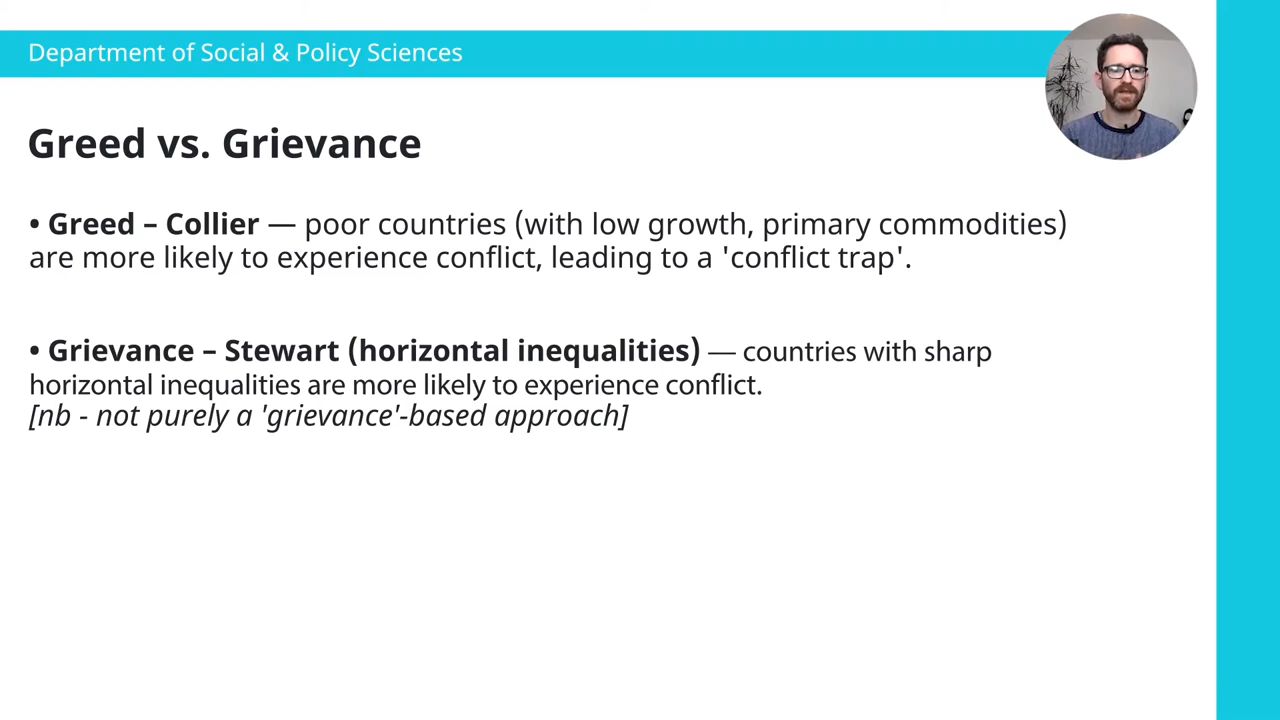 Department of Social & Policy Sciences
Greed vs. Grievance
• Greed – Collier — poor countries (with low growth, primary commodities)
are more likely to experience conflict, leading to a 'conflict trap'.
• Grievance – Stewart (horizontal inequalities) — countries with sharp
horizontal inequalities are more likely to experience conflict.
[nb - not purely a 'grievance'-based approach]